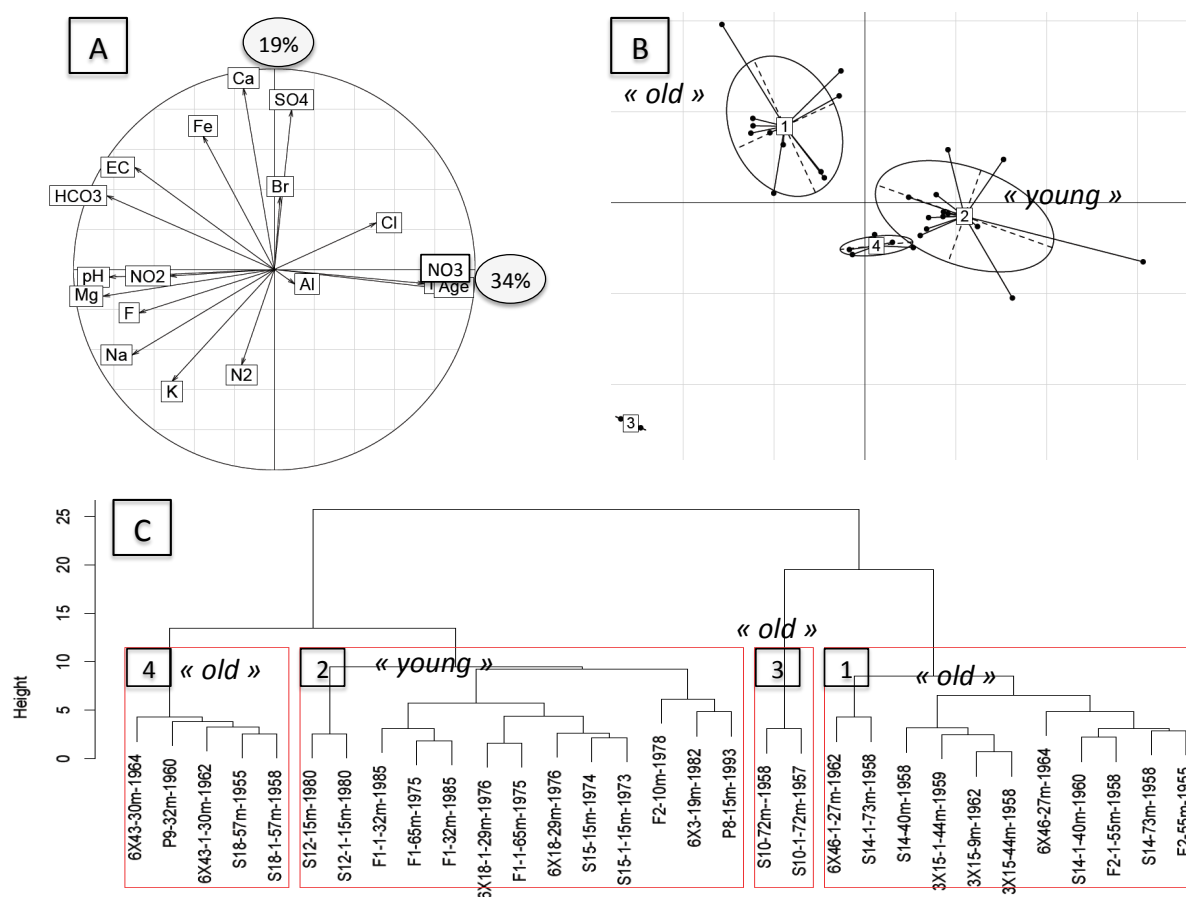 A
19%
Ca
SO4
Fe
EC
Br
HCO3
Cl
NO3
pH
NO2
Al
Age
34%
Mg
F
Na
N2
K
B
« old »
1
« young »
2
4
3
C
Height
25
20
15
10
5
0
4
« old »
2
« young »
« old »
3
1
« old »
6X43-30m-1964
P9-32m-1960
6X43-1-30m-1962
S18-57m-1955
S18-1-57m-1958
S12-15m-1980
S12-1-15m-1980
F1-1-32m-1985
F1-65m-1975
F1-32m-1985
6X18-1-29m-1976
F1-1-65m-1975
6X18-29m-1976
S15-15m-1974
S15-1-15m-1973
F2-10m-1978
6X3-19m-1982
P8-15m-1993
S10-72m--1958
S10-1-72m-1957
6X46-1-27m-1962
S14-1-73m-1958
S14-40m-1958
3X15-1-44m-1959
3X15-9m-1962
3X15-44m-1958
6X46-27m-1964
S14-1-40m-1960
F2-1-55m-1958
S14-73m-1958
F2-55m-1955